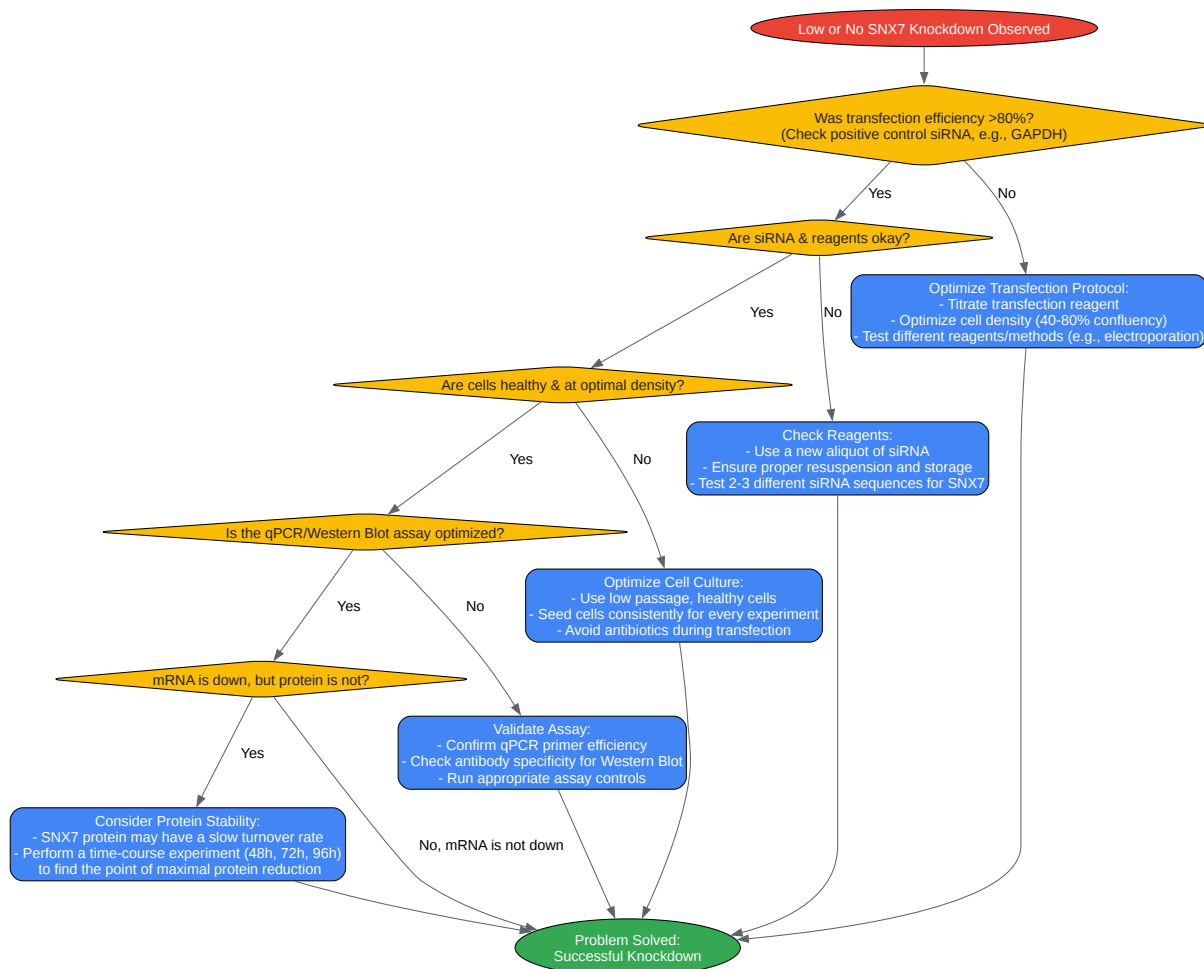 Low or No SNX7 Knockdown Observed
Was transfection efficiency >80%?
(Check positive control siRNA, e.g., GAPDH)
Yes
No
Are siRNA & reagents okay?
Optimize Transfection Protocol:
- Titrate transfection reagent
- Optimize cell density (40-80% confluency)
- Test different reagents/methods (e.g., electroporation)
Yes
No
Are cells healthy & at optimal density?
Check Reagents:
- Use a new aliquot of siRNA
- Ensure proper resuspension and storage
- Test 2-3 different siRNA sequences for SNX7
Yes
No
Is the qPCR/Western Blot assay optimized?
Optimize Cell Culture:
- Use low passage, healthy cells
- Seed cells consistently for every experiment
- Avoid antibiotics during transfection
Yes
No
mRNA is down, but protein is not?
Validate Assay:
- Confirm qPCR primer efficiency
- Check antibody specificity for Western Blot
- Run appropriate assay controls
Yes
Consider Protein Stability:
- SNX7 protein may have a slow turnover rate
- Perform a time-course experiment (48h, 72h, 96h)
to find the point of maximal protein reduction
No, mRNA is not down
Problem Solved:
Successful Knockdown